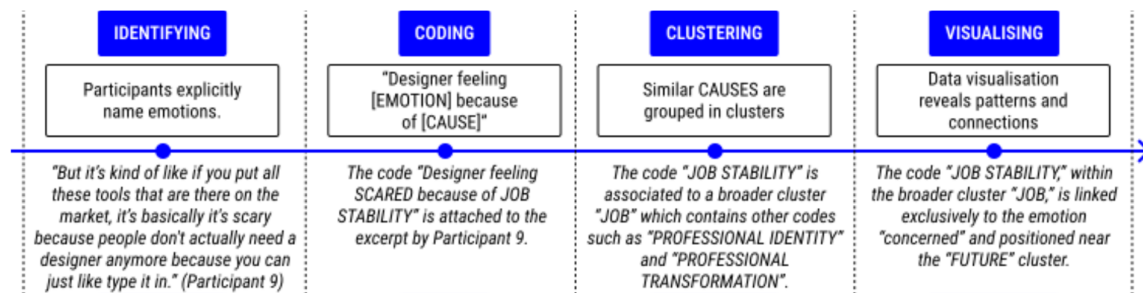 IDENTIFYING
Participants explicitly
name emotions.
"But it's kind of like if you put all
these tools that are there on the
market, it's basically it's scary
because people don't actually need a
designer anymore because you can
just like type it in." (Participant 9)
CODING
"Designer feeling
[EMOTION] because
of [CAUSE]"
The code "Designer feeling
SCARED because of JOB
STABILITY" is attached to the
excerpt by Participant 9.
CLUSTERING
Similar CAUSES are
grouped in clusters
The code "JOB STABILITY" is
associated to a broader cluster
"JOB" which contains other codes
such as "PROFESSIONAL IDENTITY"
and "PROFESSIONAL
TRANSFORMATION".
VISUALISING
Data visualisation
reveals patterns and
connections
The code "JOB STABILITY," within
the broader cluster "JOB," is linked
exclusively to the emotion
"concerned" and positioned near
the "FUTURE" cluster.